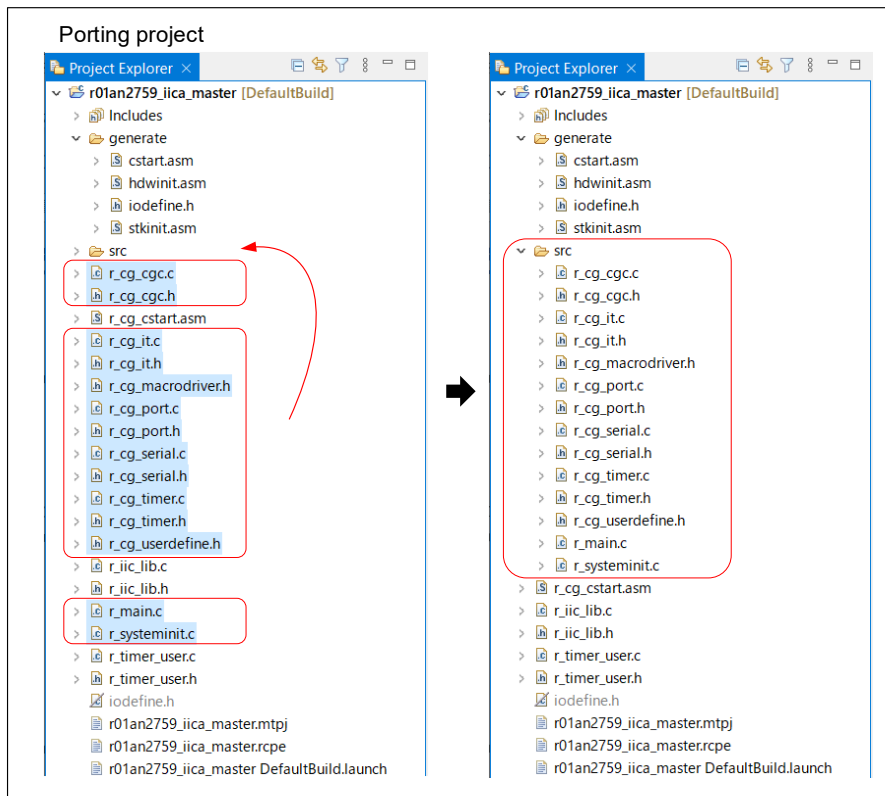 Porting project
Project Explorer
r01an2759_iica_master [DefaultBuild]
Includes
generate
cstart.asm
hdwinit.asm
iodefine.h
stkinit.asm
src
r_cg_cgc.c
r_cg_cgc.h
r_cg_cstart.asm
r_cg_it.c
r_cg_it.h
r_cg_macrodriver.h
r_cg_port.c
r_cg_port.h
r_cg_serial.c
r_cg_serial.h
r_cg_timer.c
r_cg_timer.h
r_cg_userdefine.h
r_iic_lib.c
r_iic_lib.h
r_main.c
r_systeminit.c
r_timer_user.c
r_timer_user.h
iodefine.h
r01an2759_iica_master.mtpj
r01an2759_iica_master.rcpe
r01an2759_iica_master DefaultBuild.launch
Project Explorer
r01an2759_iica_master [DefaultBuild]
Includes
generate
cstart.asm
hdwinit.asm
iodefine.h
stkinit.asm
src
r_cg_cgc.c
r_cg_cgc.h
r_cg_it.c
r_cg_it.h
r_cg_macrodriver.h
r_cg_port.c
r_cg_port.h
r_cg_serial.c
r_cg_serial.h
r_cg_timer.c
r_cg_timer.h
r_cg_userdefine.h
r_main.c
r_systeminit.c
r_cg_cstart.asm
r_iic_lib.c
r_iic_lib.h
r_timer_user.c
r_timer_user.h
iodefine.h
r01an2759_iica_master.mtpj
r01an2759_iica_master.rcpe
r01an2759_iica_master DefaultBuild.launch